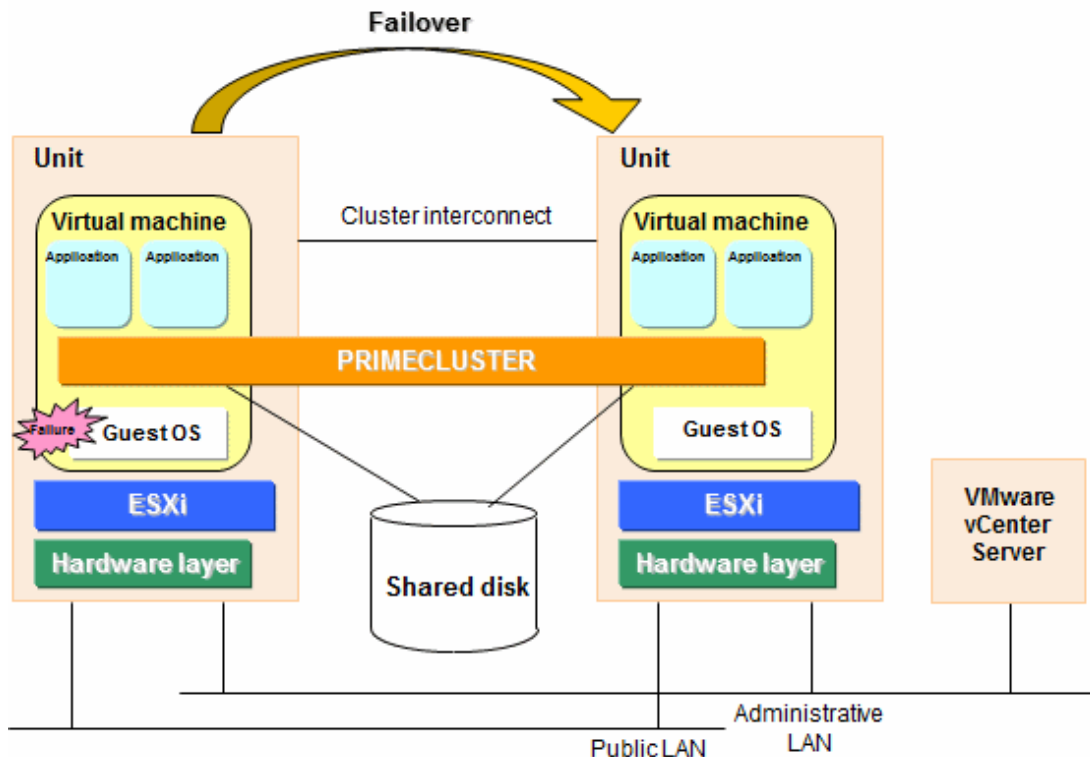 Failover
Unit
Virtual machine
Application
Application
Cluster interconnect
Unit
Virtual machine
Application
Application
PRIMECLUSTER
Failure
Guest OS
Guest OS
ESXi
Hardware layer
Shared disk
ESXi
Hardware layer
VMware
vCenter
Server
Administrative
LAN
Public LAN